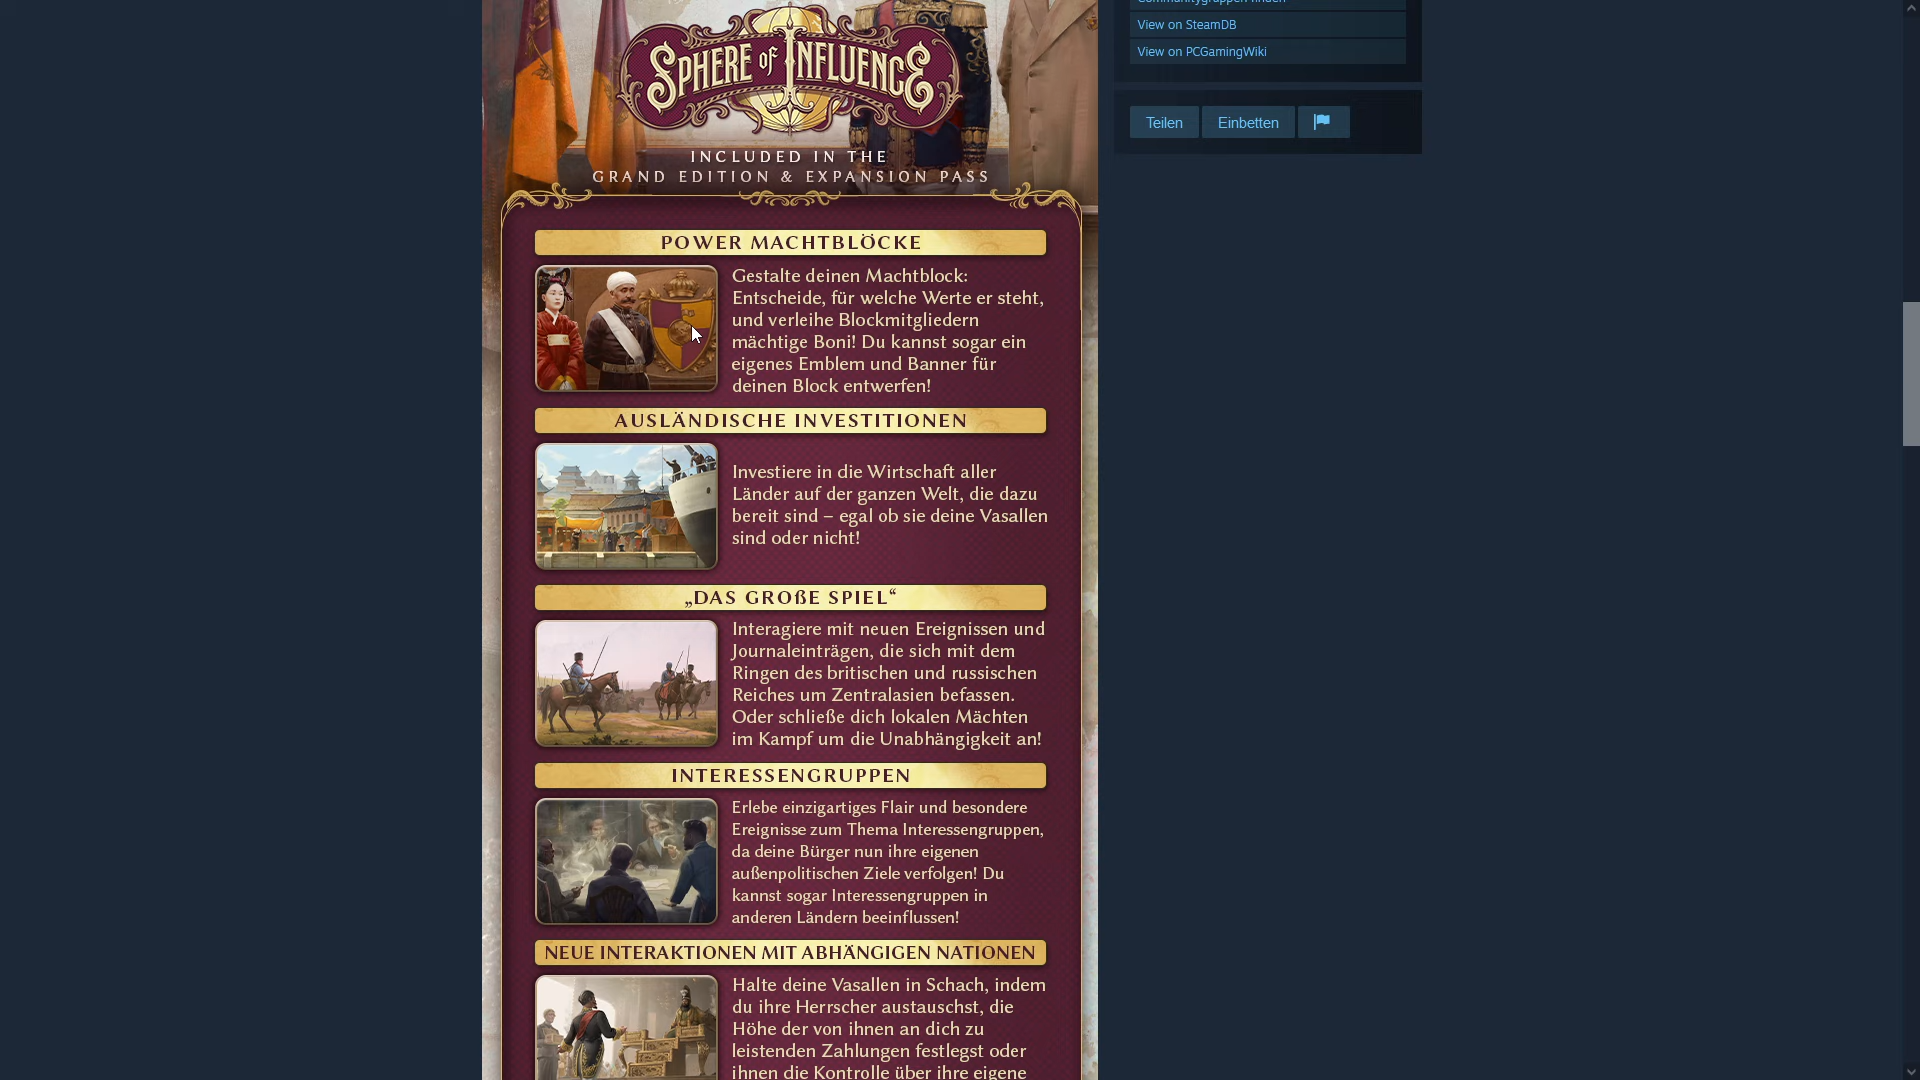 SPHERE OF INFLUENCE
INCLUDED IN THE
GRAND EDITION & EXPANSION PASS
POWER MACHTBLÖCKE
Gestalte deinen Machtblock:
Entscheide, für welche Werte er steht,
und verleihe Blockmitgliedern
mächtige Boni! Du kannst sogar ein
eigenes Emblem und Banner für
deinen Block entwerfen!
AUSLÄNDISCHE INVESTITIONEN
Investiere in die Wirtschaft aller
Länder auf der ganzen Welt, die dazu
bereit sind – egal ob sie deine Vasallen
sind oder nicht!
„DAS GROßE SPIEL“
Interagiere mit neuen Ereignissen und
Journaleinträgen, die sich mit dem
Ringen des britischen und russischen
Reiches um Zentralasien befassen.
Oder schließe dich lokalen Mächten
im Kampf um die Unabhängigkeit an!
INTERESSENGRUPPEN
Erlebe einzigartiges Flair und besondere
Ereignisse zum Thema Interessengruppen,
da deine Bürger nun ihre eigenen
außenpolitischen Ziele verfolgen! Du
kannst sogar Interessengruppen in
anderen Ländern beeinflussen!
NEUE INTERAKTIONEN MIT ABHÄNGIGEN NATIONEN
Halte deine Vasallen in Schach, indem
du ihre Herrscher austauschst, die
Höhe der von ihnen an dich zu
leistenden Zahlungen festlegst oder
ihnen die Kontrolle über ihre eigene
Communitygruppen finden
View on SteamDB
View on PCGamingWiki
Teilen
Einbetten